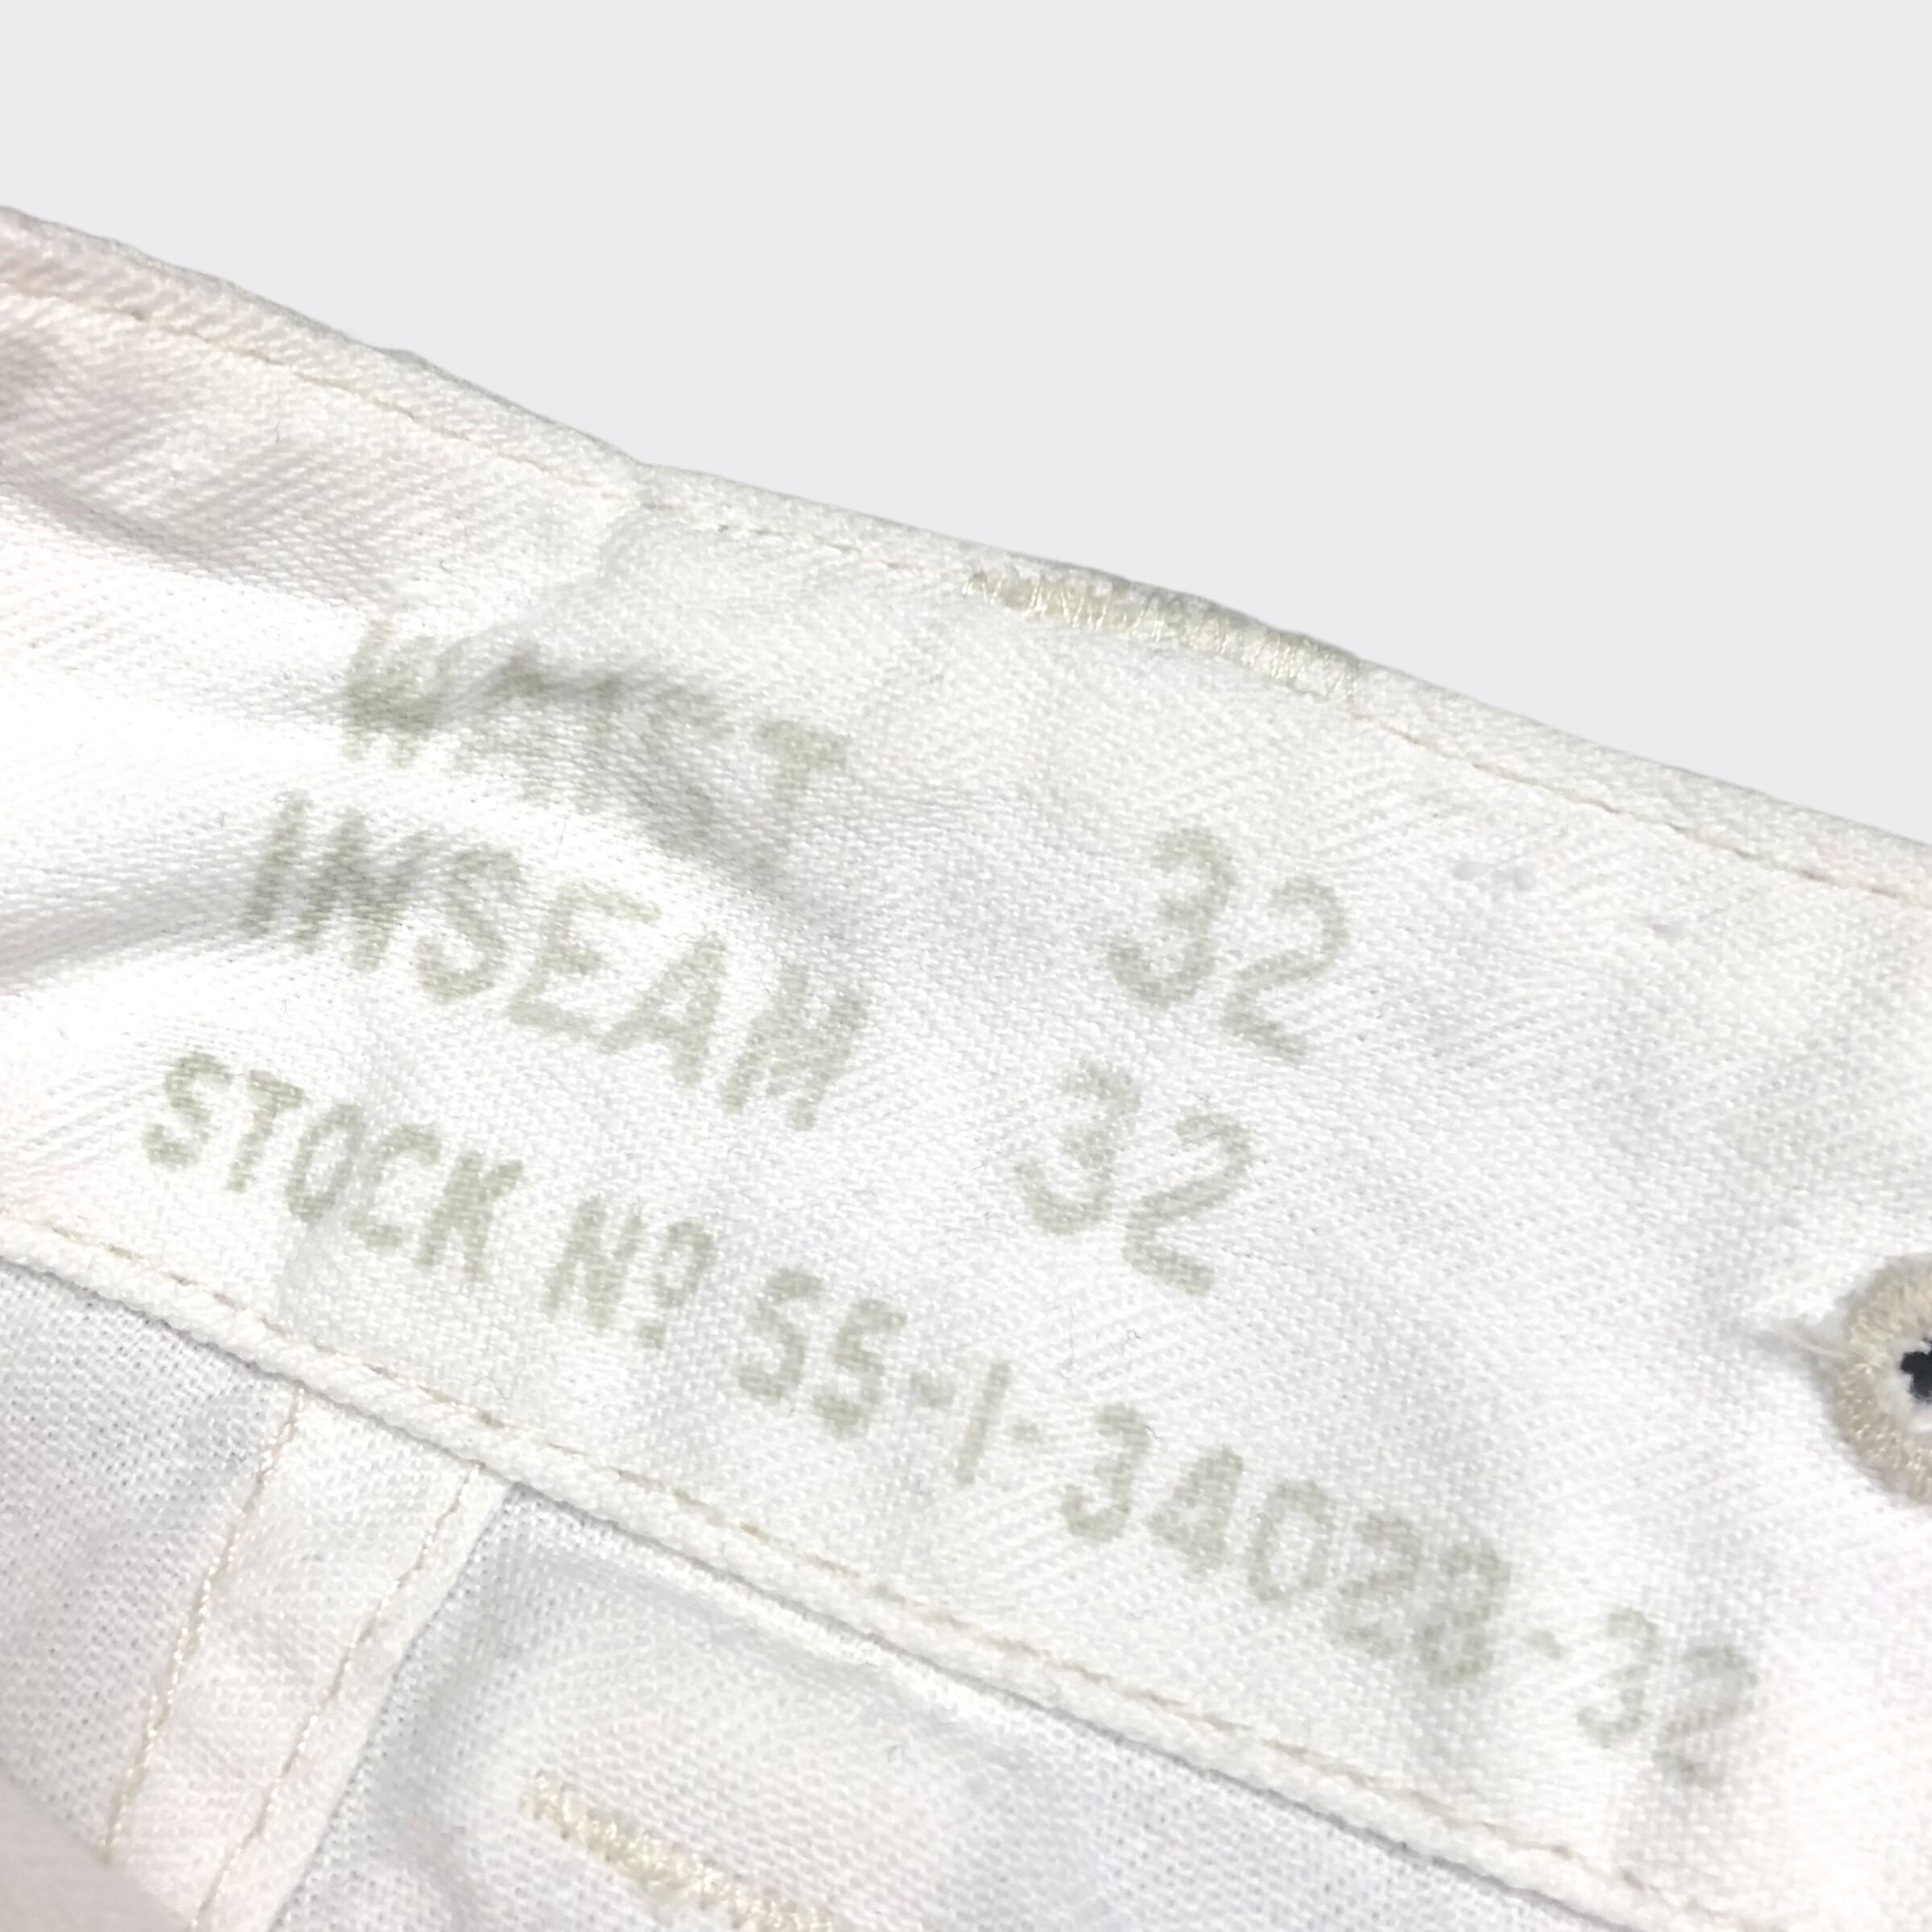 WAIST 32
INSEAM 32
STOCK Nº 55-1-34028-32